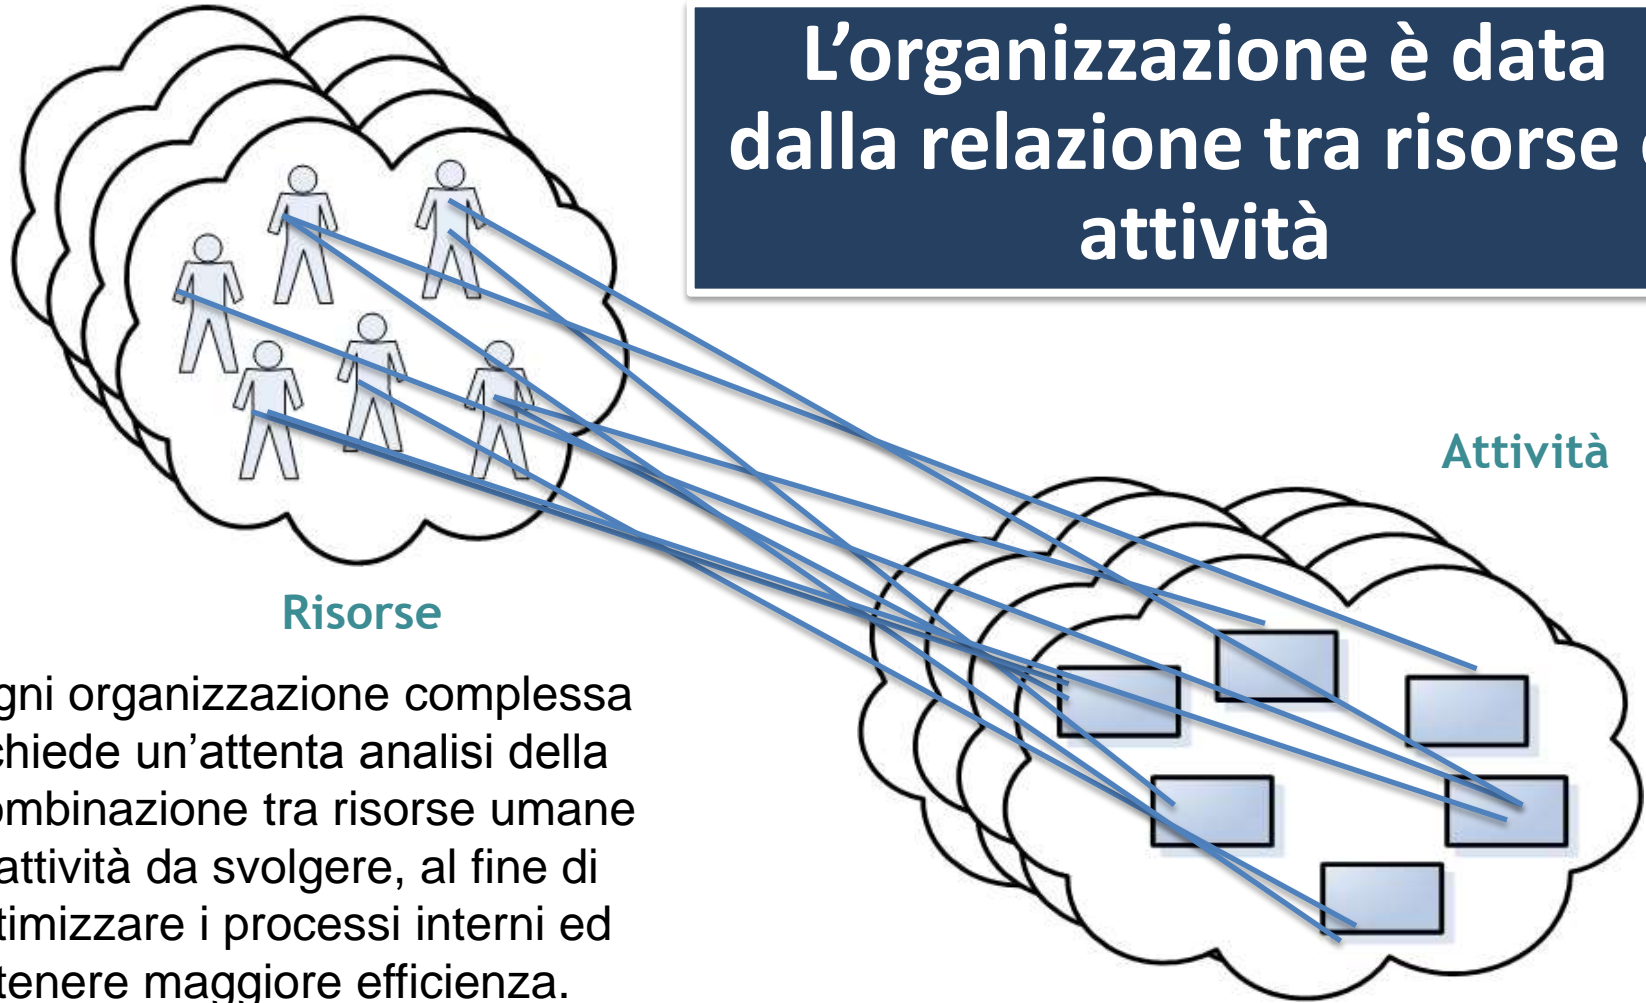 L’organizzazione è data
dalla relazione tra risorse
attività
Attività
Risorse
gni organizzazione complessa
chiede un’attenta analisi della
ombinazione tra risorse umane
attività da svolgere, al fine di
timizzare i processi interni ed
tenere maggiore efficienza.